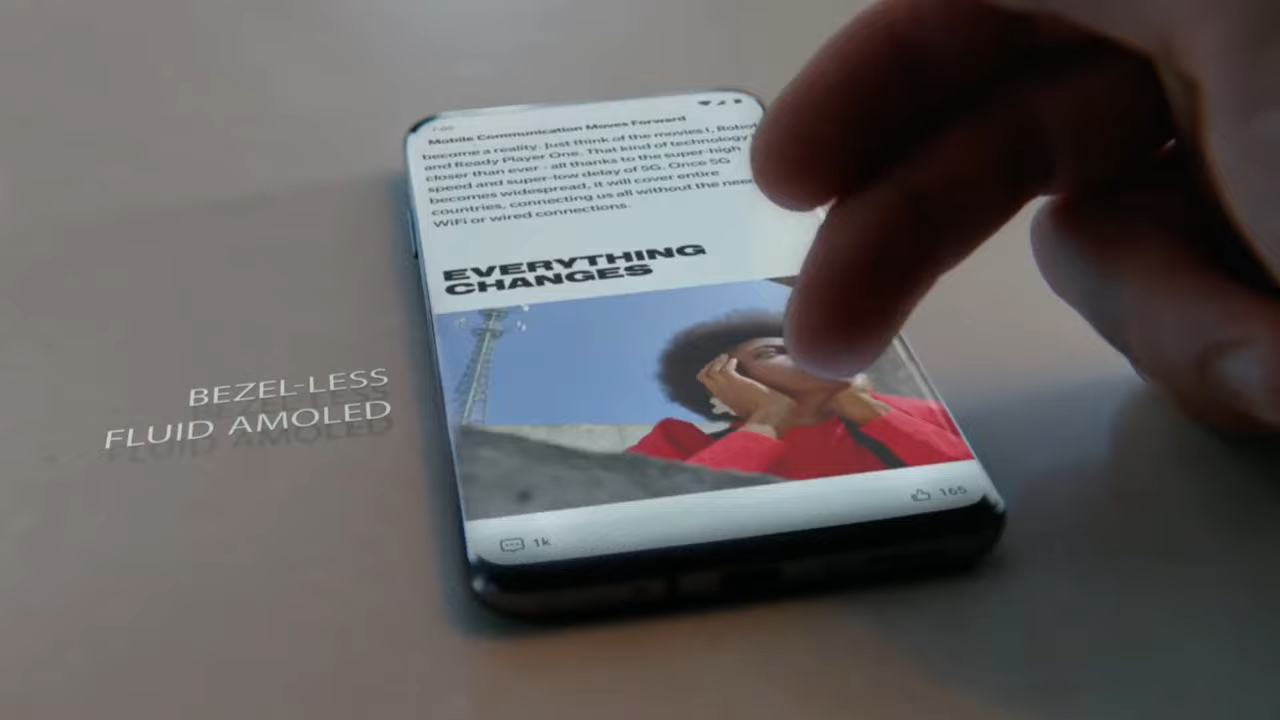 7:00
Mobile Communication Moves Forward
become a reality. Just think of the movies I, Robot
and Ready Player One. That kind of technology
closer than ever - all thanks to the super-high
speed and super-low delay of 5G. Once 5G
becomes widespread, it will cover entire
countries, connecting us all without the need
WiFi or wired connections.
EVERYTHING
CHANGES
BEZEL-LESS
FLUID AMOLED
165
1k